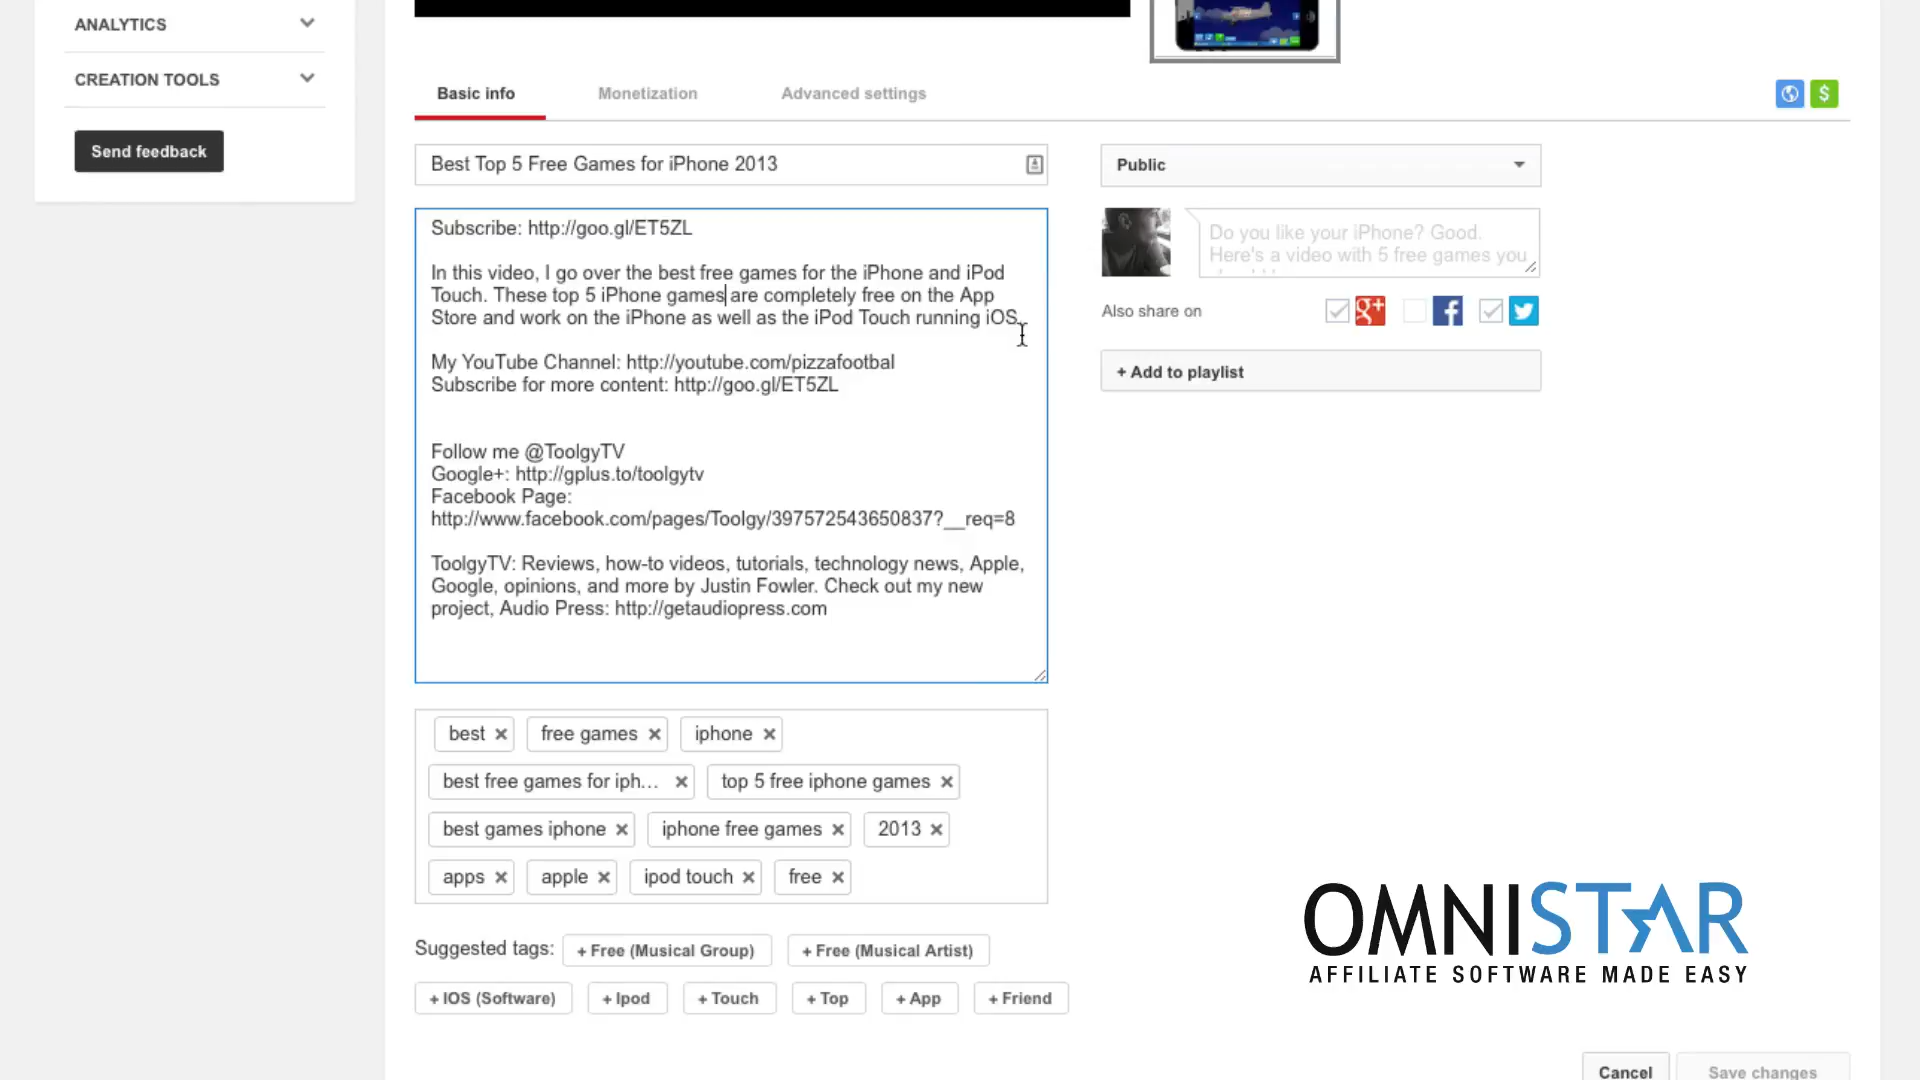 ANALYTICS
CREATION TOOLS
Send feedback
Basic info
Monetization
Advanced settings
$
Best Top 5 Free Games for iPhone 2013
Subscribe: http://goo.gl/ET5ZL
In this video, I go over the best free games for the iPhone and iPod
Touch. These top 5 iPhone games are completely free on the App
Store and work on the iPhone as well as the iPod Touch running iOS.
My YouTube Channel: http://youtube.com/pizzafootbal
Subscribe for more content: http://goo.gl/ET5ZL
Follow me @ToolgyTV
Google+: http://gplus.to/toolgytv
Facebook Page:
http://www.facebook.com/pages/Toolgy/397572543650837?__req=8
ToolgyTV: Reviews, how-to videos, tutorials, technology news, Apple,
Google, opinions, and more by Justin Fowler. Check out my new
project, Audio Press: http://getaudiopress.com
Public
Do you like your iPhone? Good.
Here's a video with 5 free games you
Also share on
+ Add to playlist
best
free games
iphone
best free games for iph...
top 5 free iphone games
best games iphone
iphone free games
2013
apps
apple
ipod touch
free
Suggested tags:
+ Free (Musical Group)
+ Free (Musical Artist)
+ IOS (Software)
+ Ipod
+ Touch
+ Top
+ App
+ Friend
OMNISTAR
AFFILIATE SOFTWARE MADE EASY
Cancel
Save changes